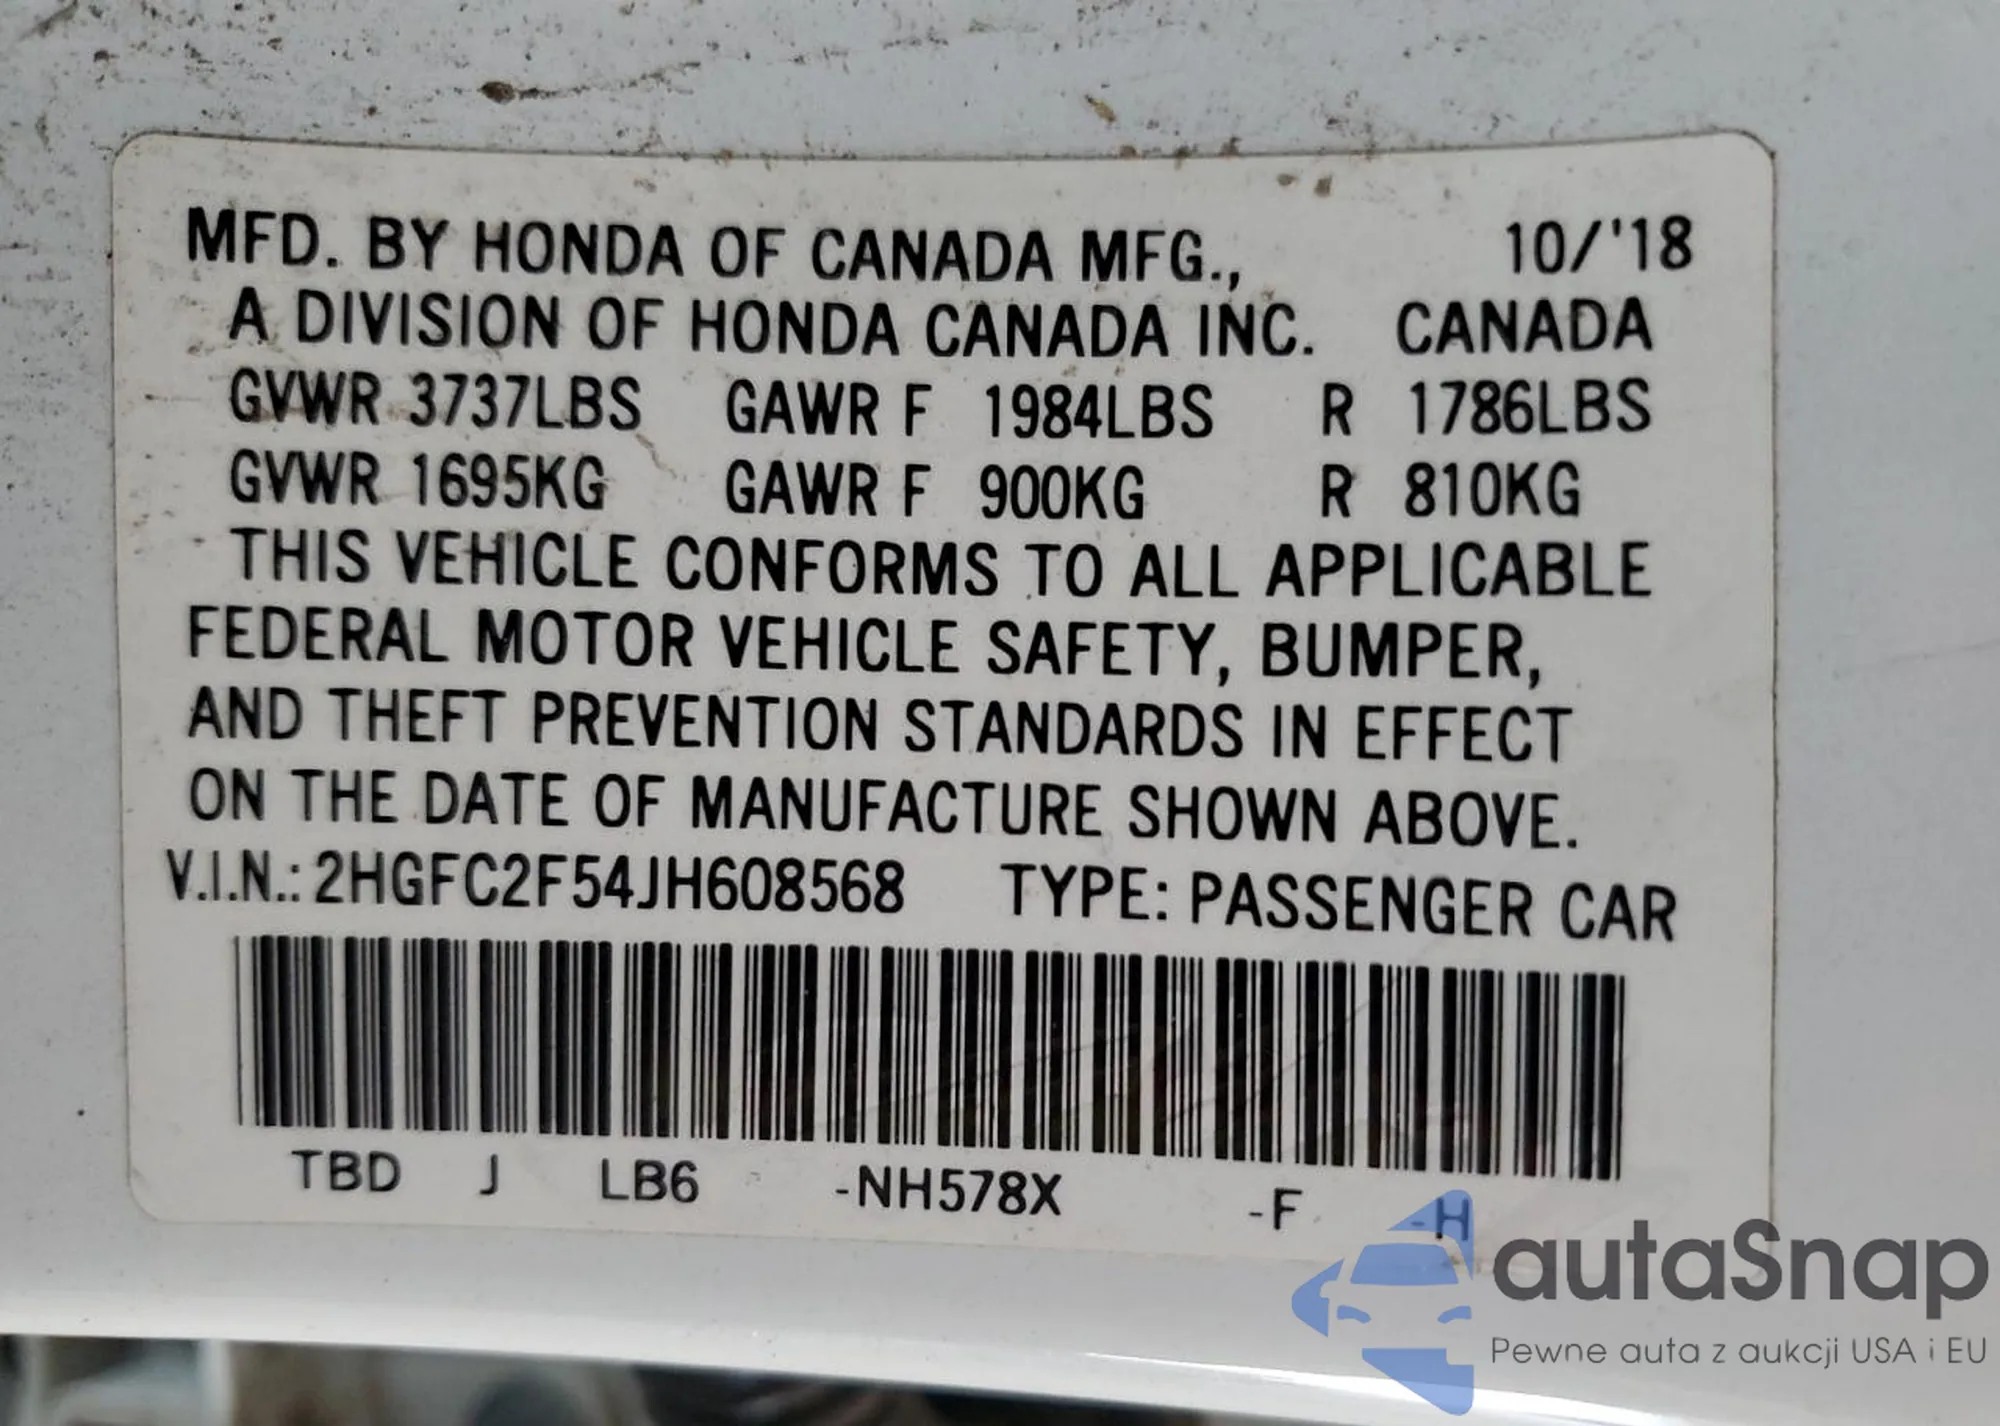 MFD. BY HONDA OF CANADA MFG., 10/'18
A DIVISION OF HONDA CANADA INC. CANADA
GVWR 3737LBS GAWR F 1984LBS R 1786LBS
GVWR 1695KG GAWR F 900KG R 810KG
THIS VEHICLE CONFORMS TO ALL APPLICABLE
FEDERAL MOTOR VEHICLE SAFETY, BUMPER,
AND THEFT PREVENTION STANDARDS IN EFFECT
ON THE DATE OF MANUFACTURE SHOWN ABOVE.
V.I.N.: 2HGFC2F54JH608568 TYPE: PASSENGER CAR
TBD J LB6 -NH578X -F -H
autaSnap
Pewne auta z aukcji USA i EU